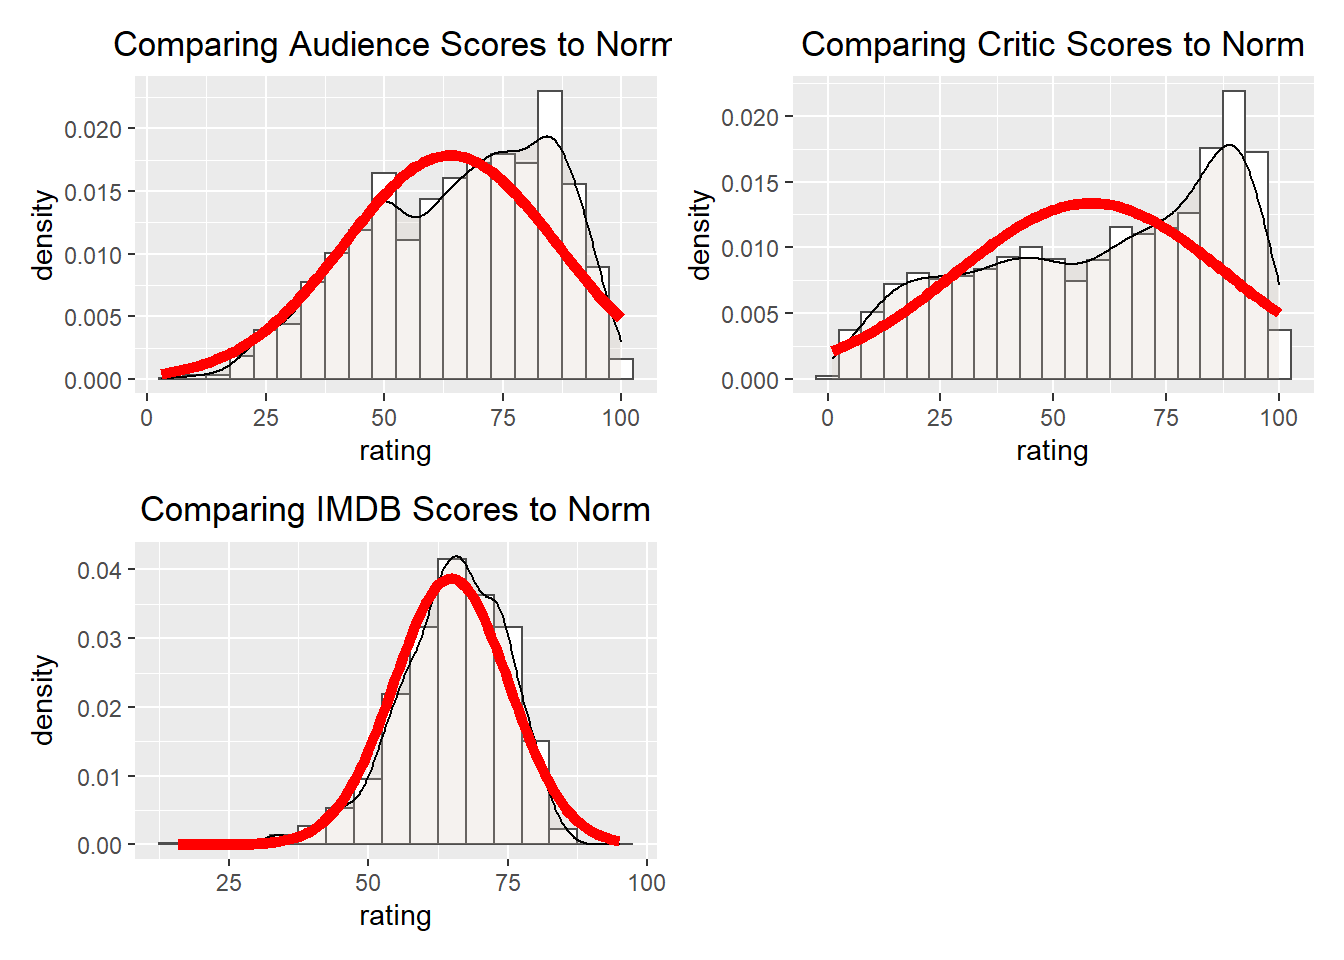 Comparing Audience Scores to Norm
0.020
0.015
0.010
0.005
0.000
density
0 25 50 75 100
rating
Comparing Critic Scores to Norm
0.020
0.015
0.010
0.005
0.000
density
0 25 50 75 100
rating
Comparing IMDB Scores to Norm
0.04
0.03
0.02
0.01
0.00
density
25 50 75 100
rating